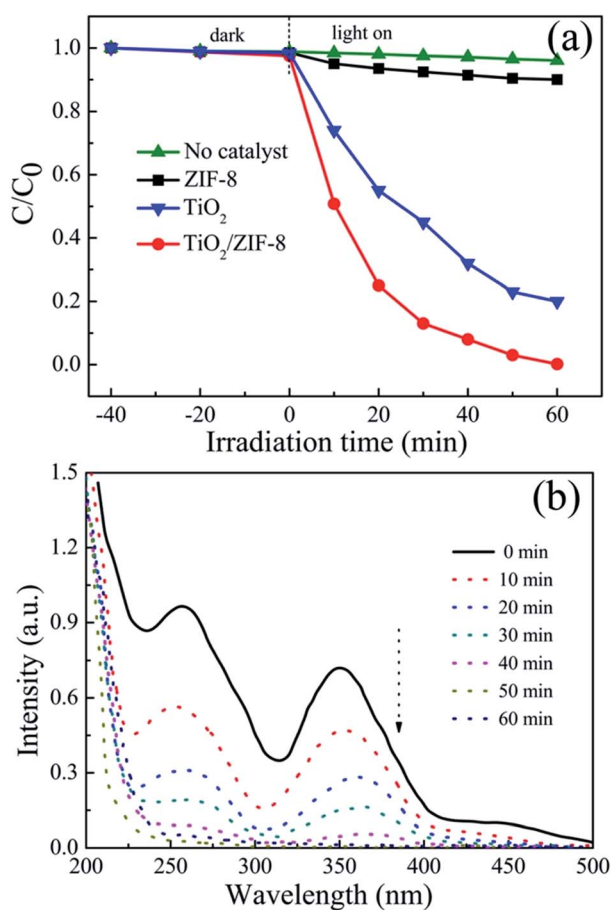 (a)
dark
light on
1.0
0.8
0.6
0.4
0.2
0.0
C/C0
No catalyst
ZIF-8
TiO2
TiO2/ZIF-8
-40 -20 0 20 40 60
Irradiation time (min)
(b)
1.5
1.2
0.9
0.6
0.3
0.0
Intensity (a.u.)
0 min
10 min
20 min
30 min
40 min
50 min
60 min
200 250 300 350 400 450 500
Wavelength (nm)